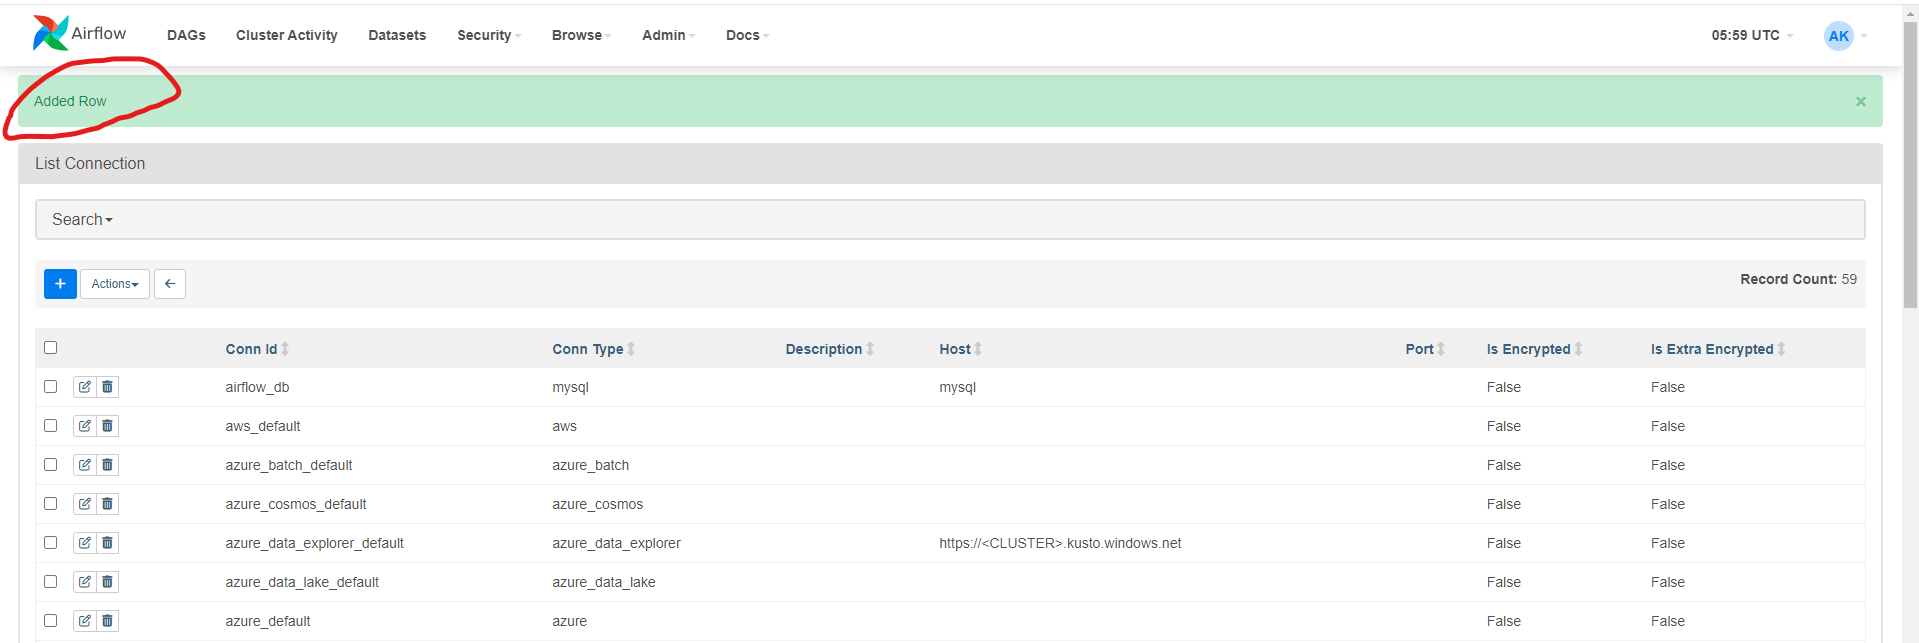 Airflow DAGs Cluster Activity Datasets Security Browse Admin Docs 05:59 UTC AK
Added Row ×
List Connection
Search
+ Actions Record Count: 59
Conn Id Conn Type Description Host Port Is Encrypted Is Extra Encrypted
airflow_db mysql mysql False False
aws_default aws False False
azure_batch_default azure_batch False False
azure_cosmos_default azure_cosmos False False
azure_data_explorer_default azure_data_explorer https://<CLUSTER>.kusto.windows.net False False
azure_data_lake_default azure_data_lake False False
azure_default azure False False